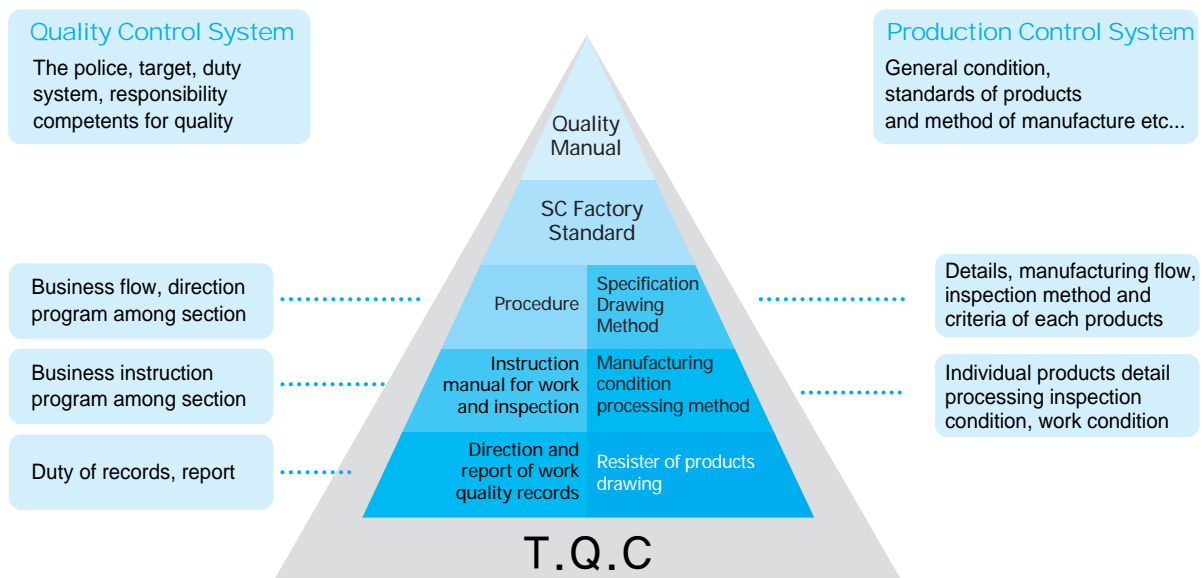 Quality Control System
The police, target, duty
system, responsibility
competents for quality
Production Control System
General condition,
standards of products
and method of manufacture etc...
Quality
Manual
SC Factory
Standard
Business flow, direction
program among section
Procedure
Specification
Drawing
Method
Details, manufacturing flow,
inspection method and
criteria of each products
Business instruction
program among section
Instruction
manual for work
and inspection
Manufacturing
condition
processing method
Individual products detail
processing inspection
condition, work condition
Duty of records, report
Direction and
report of work
quality records
Resister of products
drawing
T.Q.C